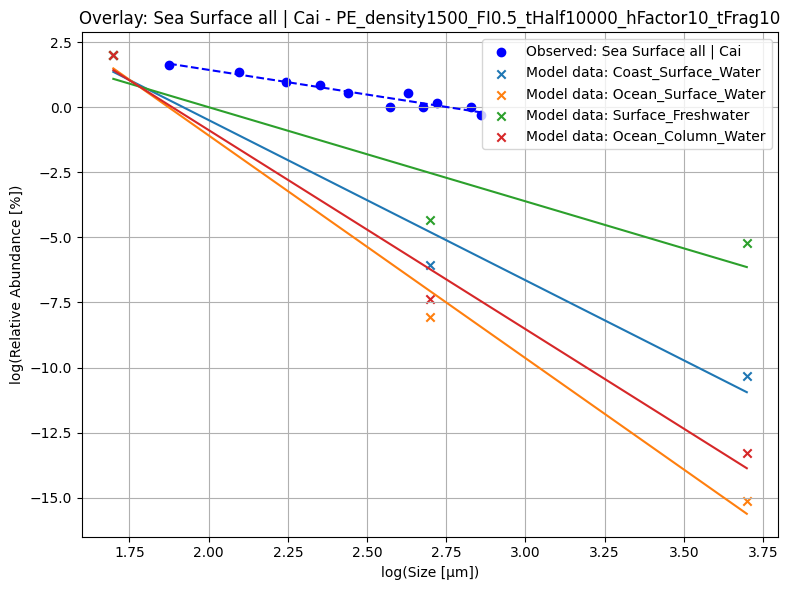 Overlay: Sea Surface all | Cai - PE_density1500_FI0.5_tHalf10000_hFactor10_tFrag10
Observed: Sea Surface all | Cai
Model data: Coast_Surface_Water
Model data: Ocean_Surface_Water
Model data: Surface_Freshwater
Model data: Ocean_Column_Water
log(Relative Abundance [%])
2.5
0.0
−2.5
−5.0
−7.5
−10.0
−12.5
−15.0
1.75 2.00 2.25 2.50 2.75 3.00 3.25 3.50 3.75
log(Size [μm])